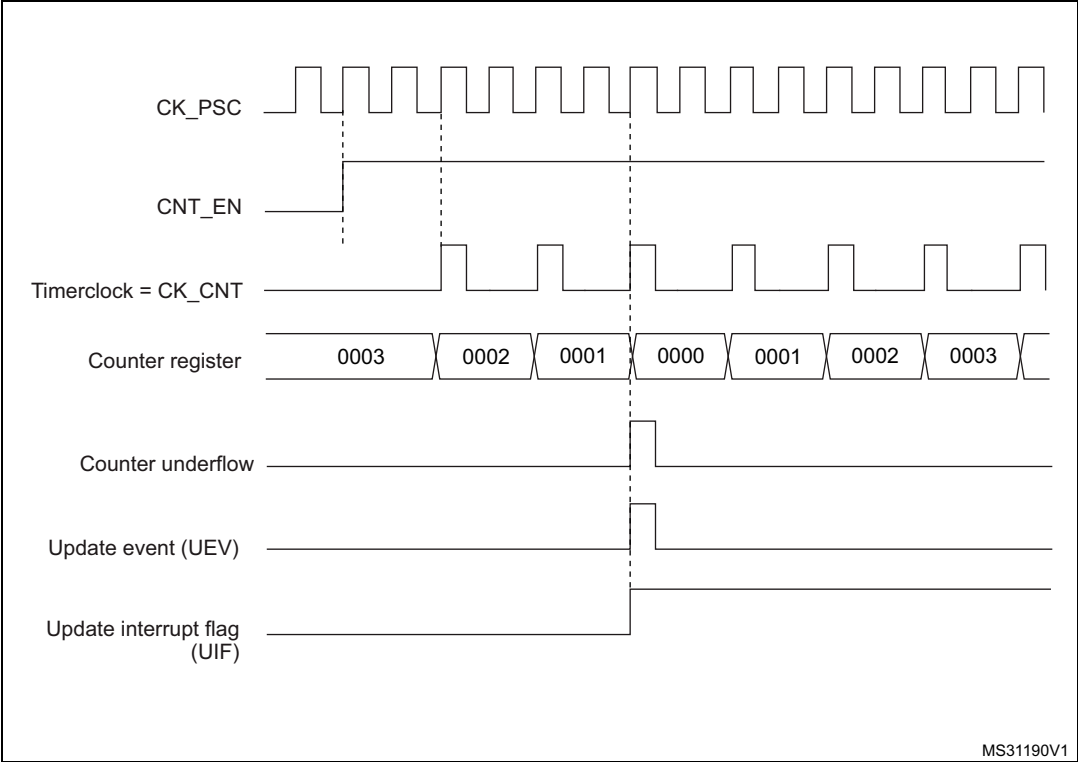 CK_PSC
CNT_EN
Timerclock = CK_CNT
Counter register
0003 0002 0001 0000 0001 0002 0003
Counter underflow
Update event (UEV)
Update interrupt flag
(UIF)
MS31190V1